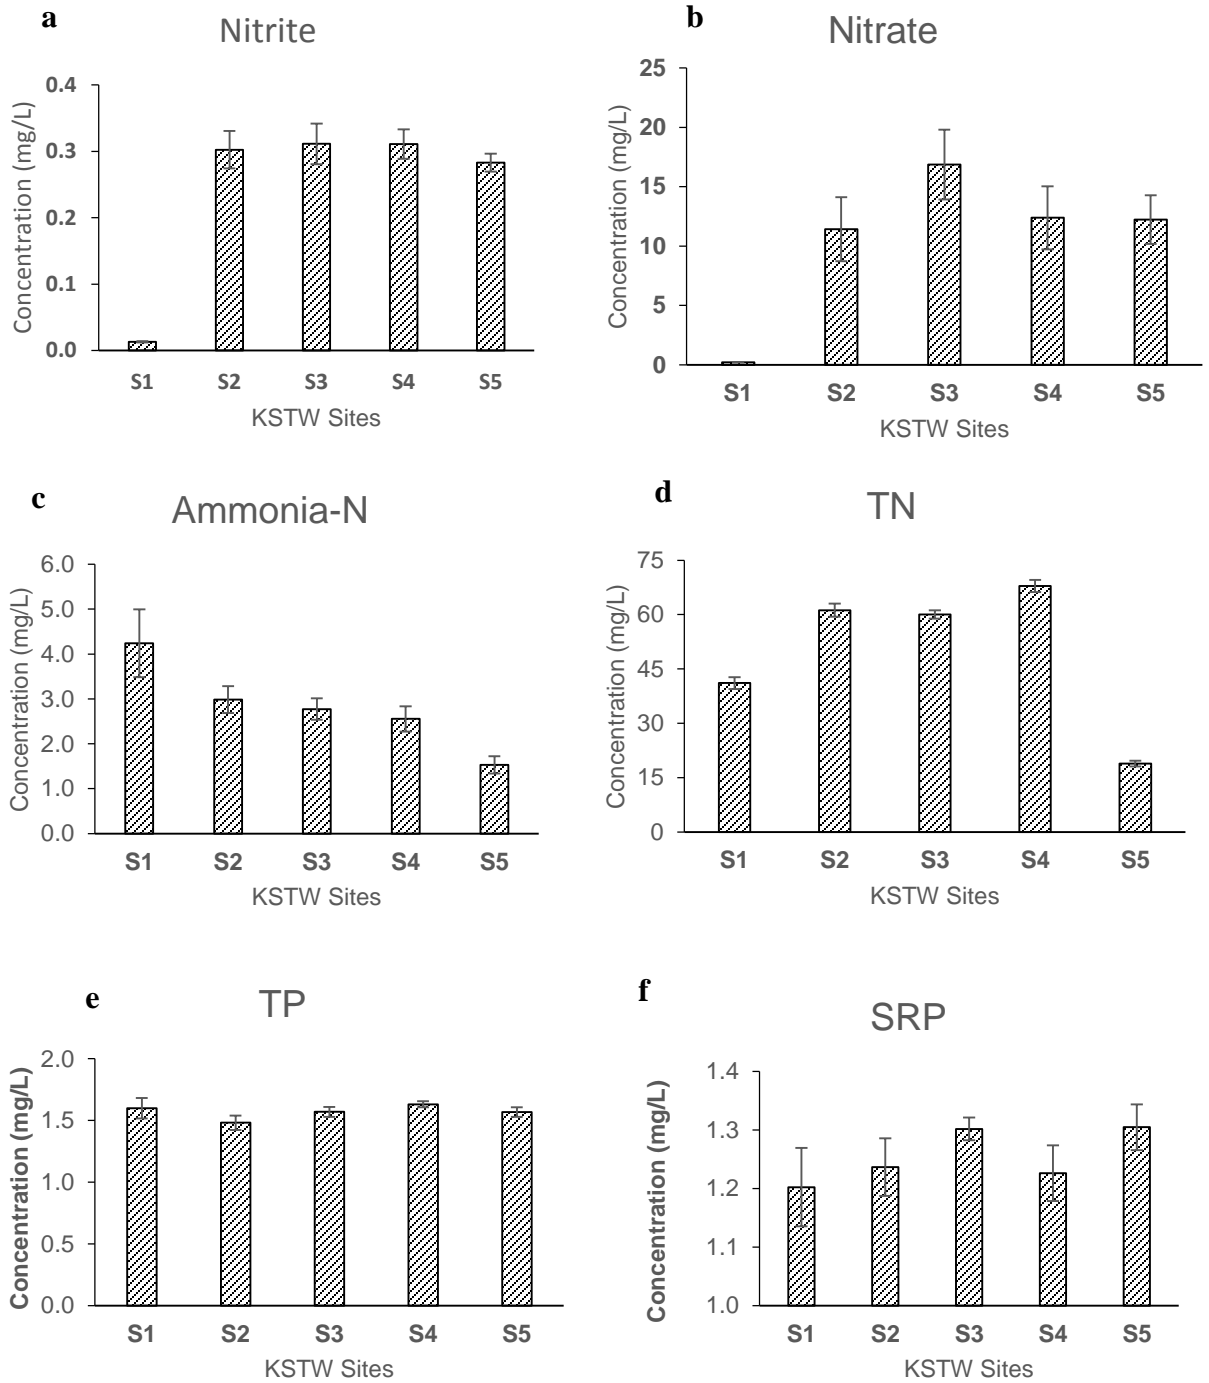 a
Nitrite
Concentration (mg/L)
0.4
0.3
0.2
0.1
0.0
S1 S2 S3 S4 S5
KSTW Sites
b
Nitrate
Concentration (mg/L)
25
20
15
10
5
0
S1 S2 S3 S4 S5
KSTW Sites
c
Ammonia-N
Concentration (mg/L)
6.0
5.0
4.0
3.0
2.0
1.0
0.0
S1 S2 S3 S4 S5
KSTW Sites
d
TN
Concentration (mg/L)
75
60
45
30
15
0
S1 S2 S3 S4 S5
KSTW Sites
e
TP
Concentration (mg/L)
2.0
1.5
1.0
0.5
0.0
S1 S2 S3 S4 S5
KSTW Sites
f
SRP
Concentration (mg/L)
1.4
1.3
1.2
1.1
1.0
S1 S2 S3 S4 S5
KSTW Sites